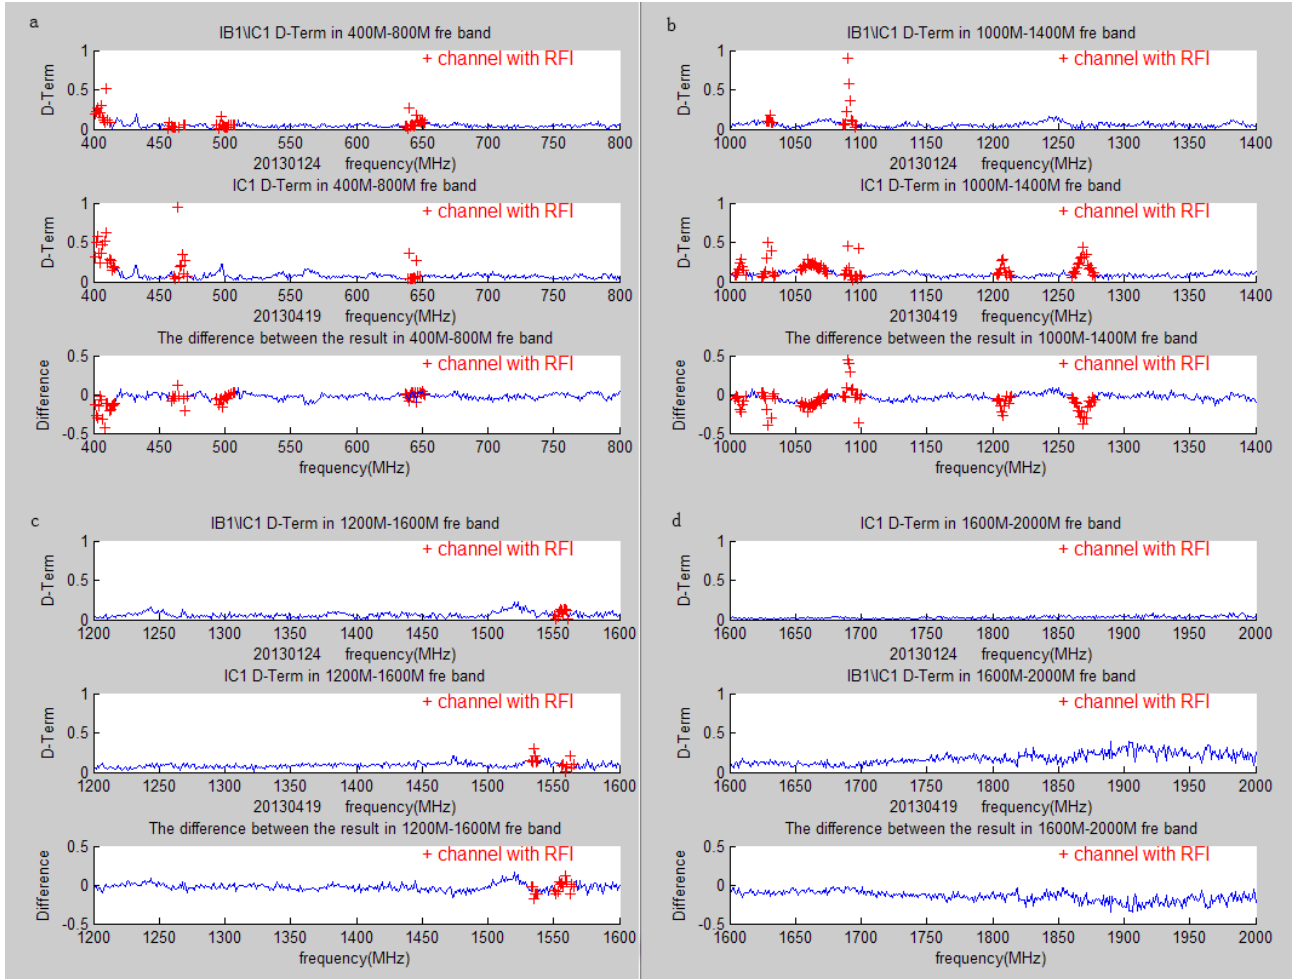 a
IB1\IC1 D-Term in 400M-800M fre band
+ channel with RFI
D-Term
1
0.5
0
400 450 500 550 600 650 700 750 800
20130124 frequency(MHz)
IC1 D-Term in 400M-800M fre band
+ channel with RFI
D-Term
1
0.5
0
400 450 500 550 600 650 700 750 800
20130419 frequency(MHz)
The difference between the result in 400M-800M fre band
+ channel with RFI
Difference
0.5
0
-0.5
400 450 500 550 600 650 700 750 800
frequency(MHz)
b
IB1\IC1 D-Term in 1000M-1400M fre band
+ channel with RFI
D-Term
1
0.5
0
1000 1050 1100 1150 1200 1250 1300 1350 1400
20130124 frequency(MHz)
IC1 D-Term in 1000M-1400M fre band
+ channel with RFI
D-Term
1
0.5
0
1000 1050 1100 1150 1200 1250 1300 1350 1400
20130419 frequency(MHz)
The difference between the result in 1000M-1400M fre band
+ channel with RFI
Difference
0.5
0
-0.5
1000 1050 1100 1150 1200 1250 1300 1350 1400
frequency(MHz)
c
IB1\IC1 D-Term in 1200M-1600M fre band
+ channel with RFI
D-Term
1
0.5
0
1200 1250 1300 1350 1400 1450 1500 1550 1600
20130124 frequency(MHz)
IC1 D-Term in 1200M-1600M fre band
+ channel with RFI
D-Term
1
0.5
0
1200 1250 1300 1350 1400 1450 1500 1550 1600
20130419 frequency(MHz)
The difference between the result in 1200M-1600M fre band
+ channel with RFI
Difference
0.5
0
-0.5
1200 1250 1300 1350 1400 1450 1500 1550 1600
frequency(MHz)
d
IC1 D-Term in 1600M-2000M fre band
+ channel with RFI
D-Term
1
0.5
0
1600 1650 1700 1750 1800 1850 1900 1950 2000
20130124 frequency(MHz)
IB1\IC1 D-Term in 1600M-2000M fre band
+ channel with RFI
D-Term
1
0.5
0
1600 1650 1700 1750 1800 1850 1900 1950 2000
20130419 frequency(MHz)
The difference between the result in 1600M-2000M fre band
+ channel with RFI
Difference
0.5
0
-0.5
1600 1650 1700 1750 1800 1850 1900 1950 2000
frequency(MHz)